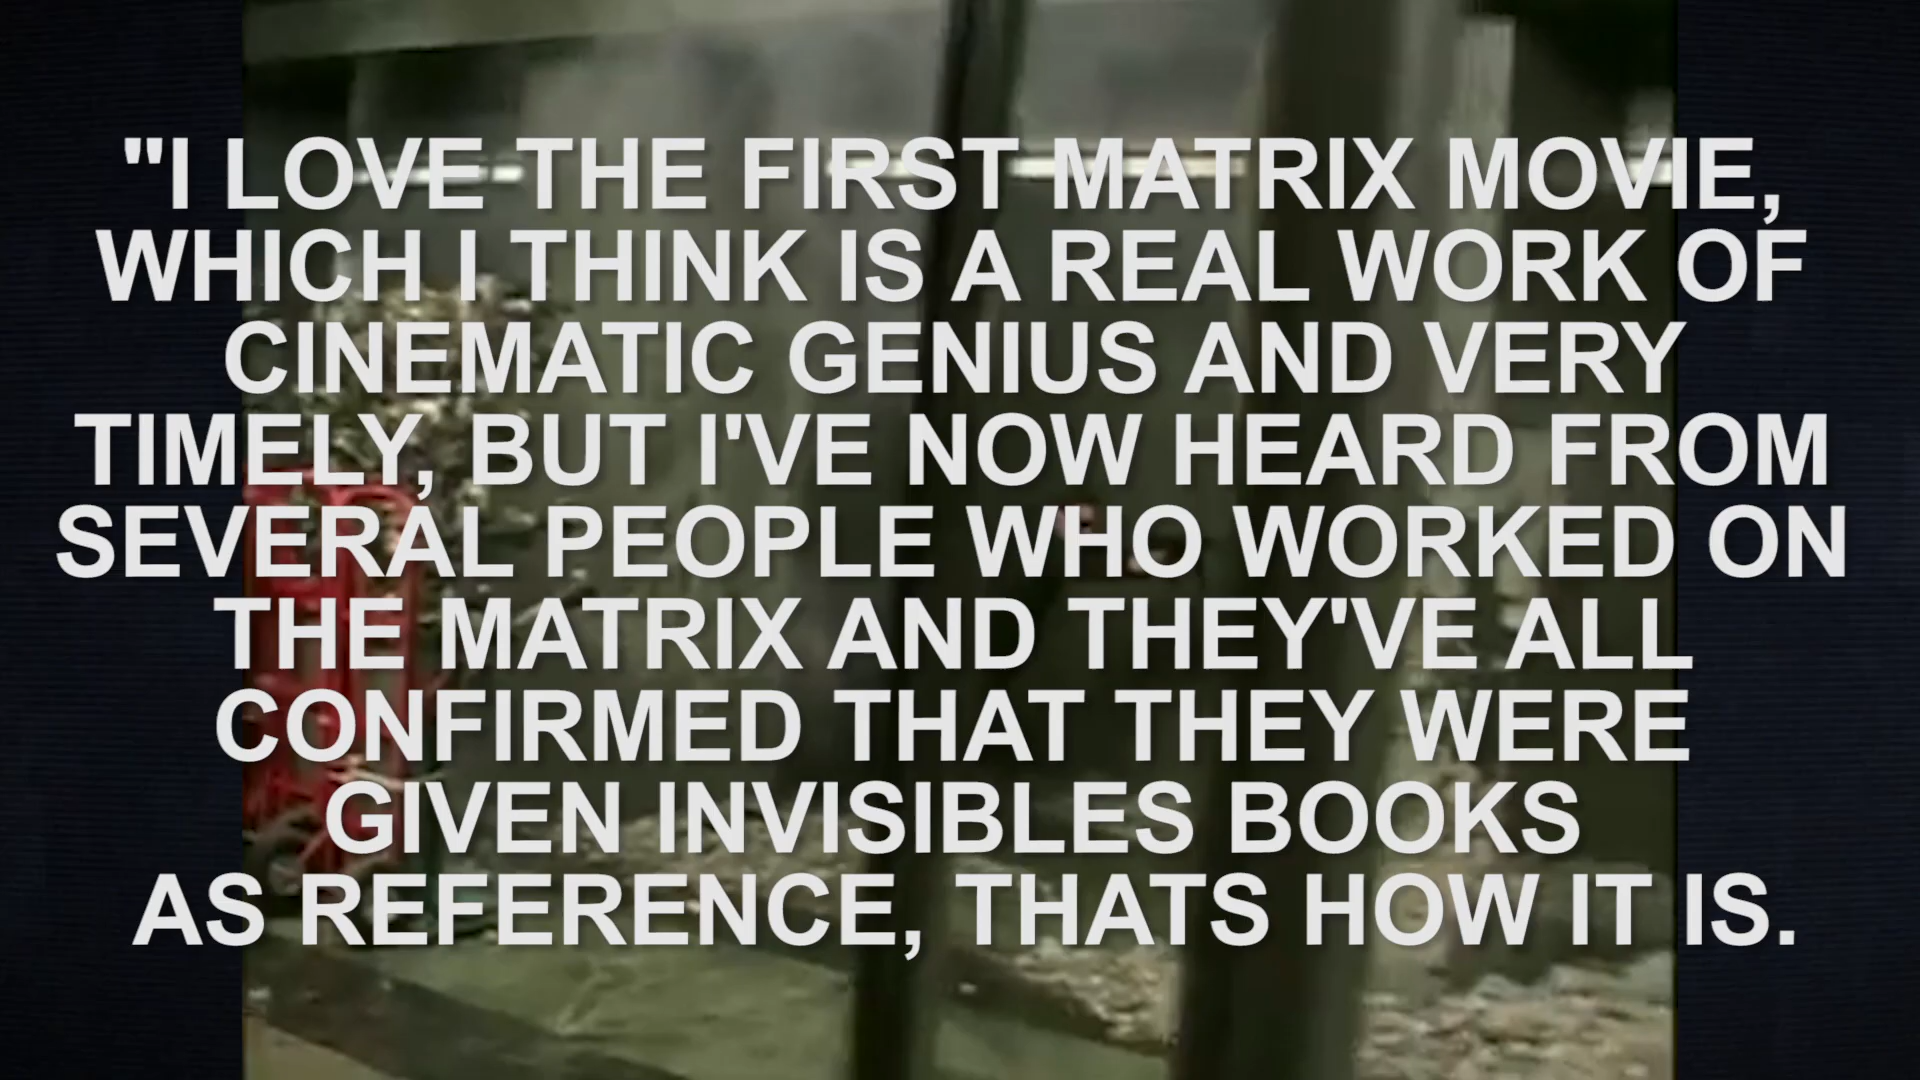 "I LOVE THE FIRST MATRIX MOVIE,
WHICH I THINK IS A REAL WORK OF
CINEMATIC GENIUS AND VERY
TIMELY, BUT I'VE NOW HEARD FROM
SEVERAL PEOPLE WHO WORKED ON
THE MATRIX AND THEY'VE ALL
CONFIRMED THAT THEY WERE
GIVEN INVISIBLES BOOKS
AS REFERENCE, THATS HOW IT IS.